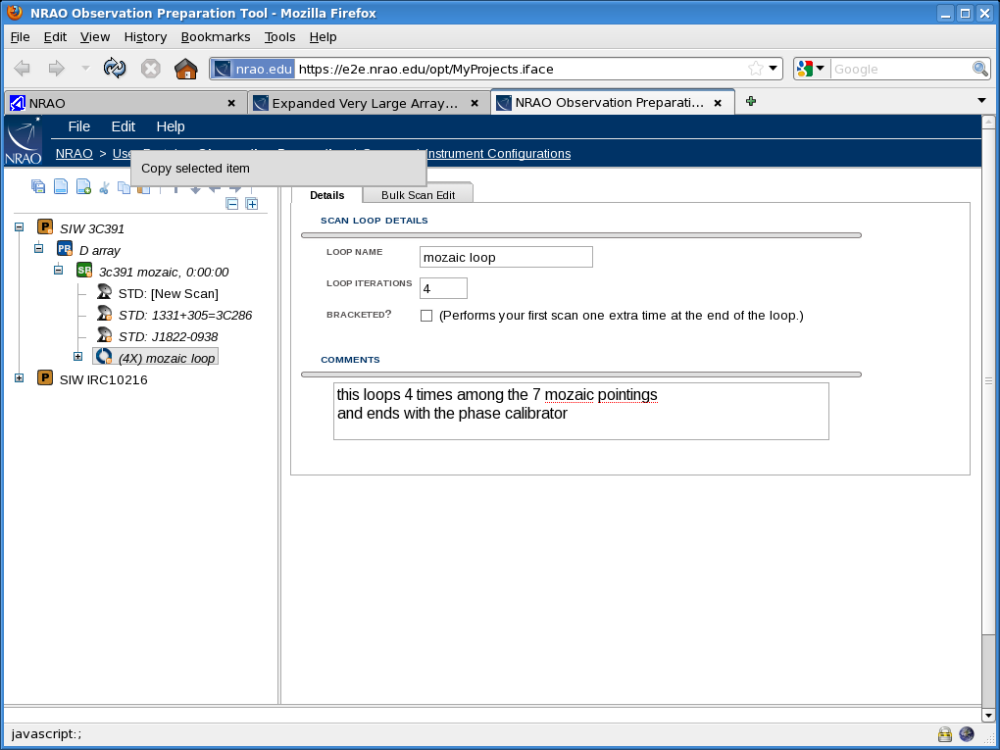 NRAO Observation Preparation Tool - Mozilla Firefox
File Edit View History Bookmarks Tools Help
nrao.edu https://e2e.nrao.edu/opt/MyProjects.iface
Google
NRAO
Expanded Very Large Array...
NRAO Observation Preparati...
NRAO
File Edit Help
NRAO > Instrument Configurations
Copy selected item
Details
Bulk Scan Edit
SIW 3C391
D array
3c391 mozaic, 0:00:00
STD: [New Scan]
STD: 1331+305=3C286
STD: J1822-0938
(4X) mozaic loop
SIW IRC10216
SCAN LOOP DETAILS
LOOP NAME mozaic loop
LOOP ITERATIONS 4
BRACKETED? (Performs your first scan one extra time at the end of the loop.)
COMMENTS
this loops 4 times among the 7 mozaic pointings
and ends with the phase calibrator
javascript:;